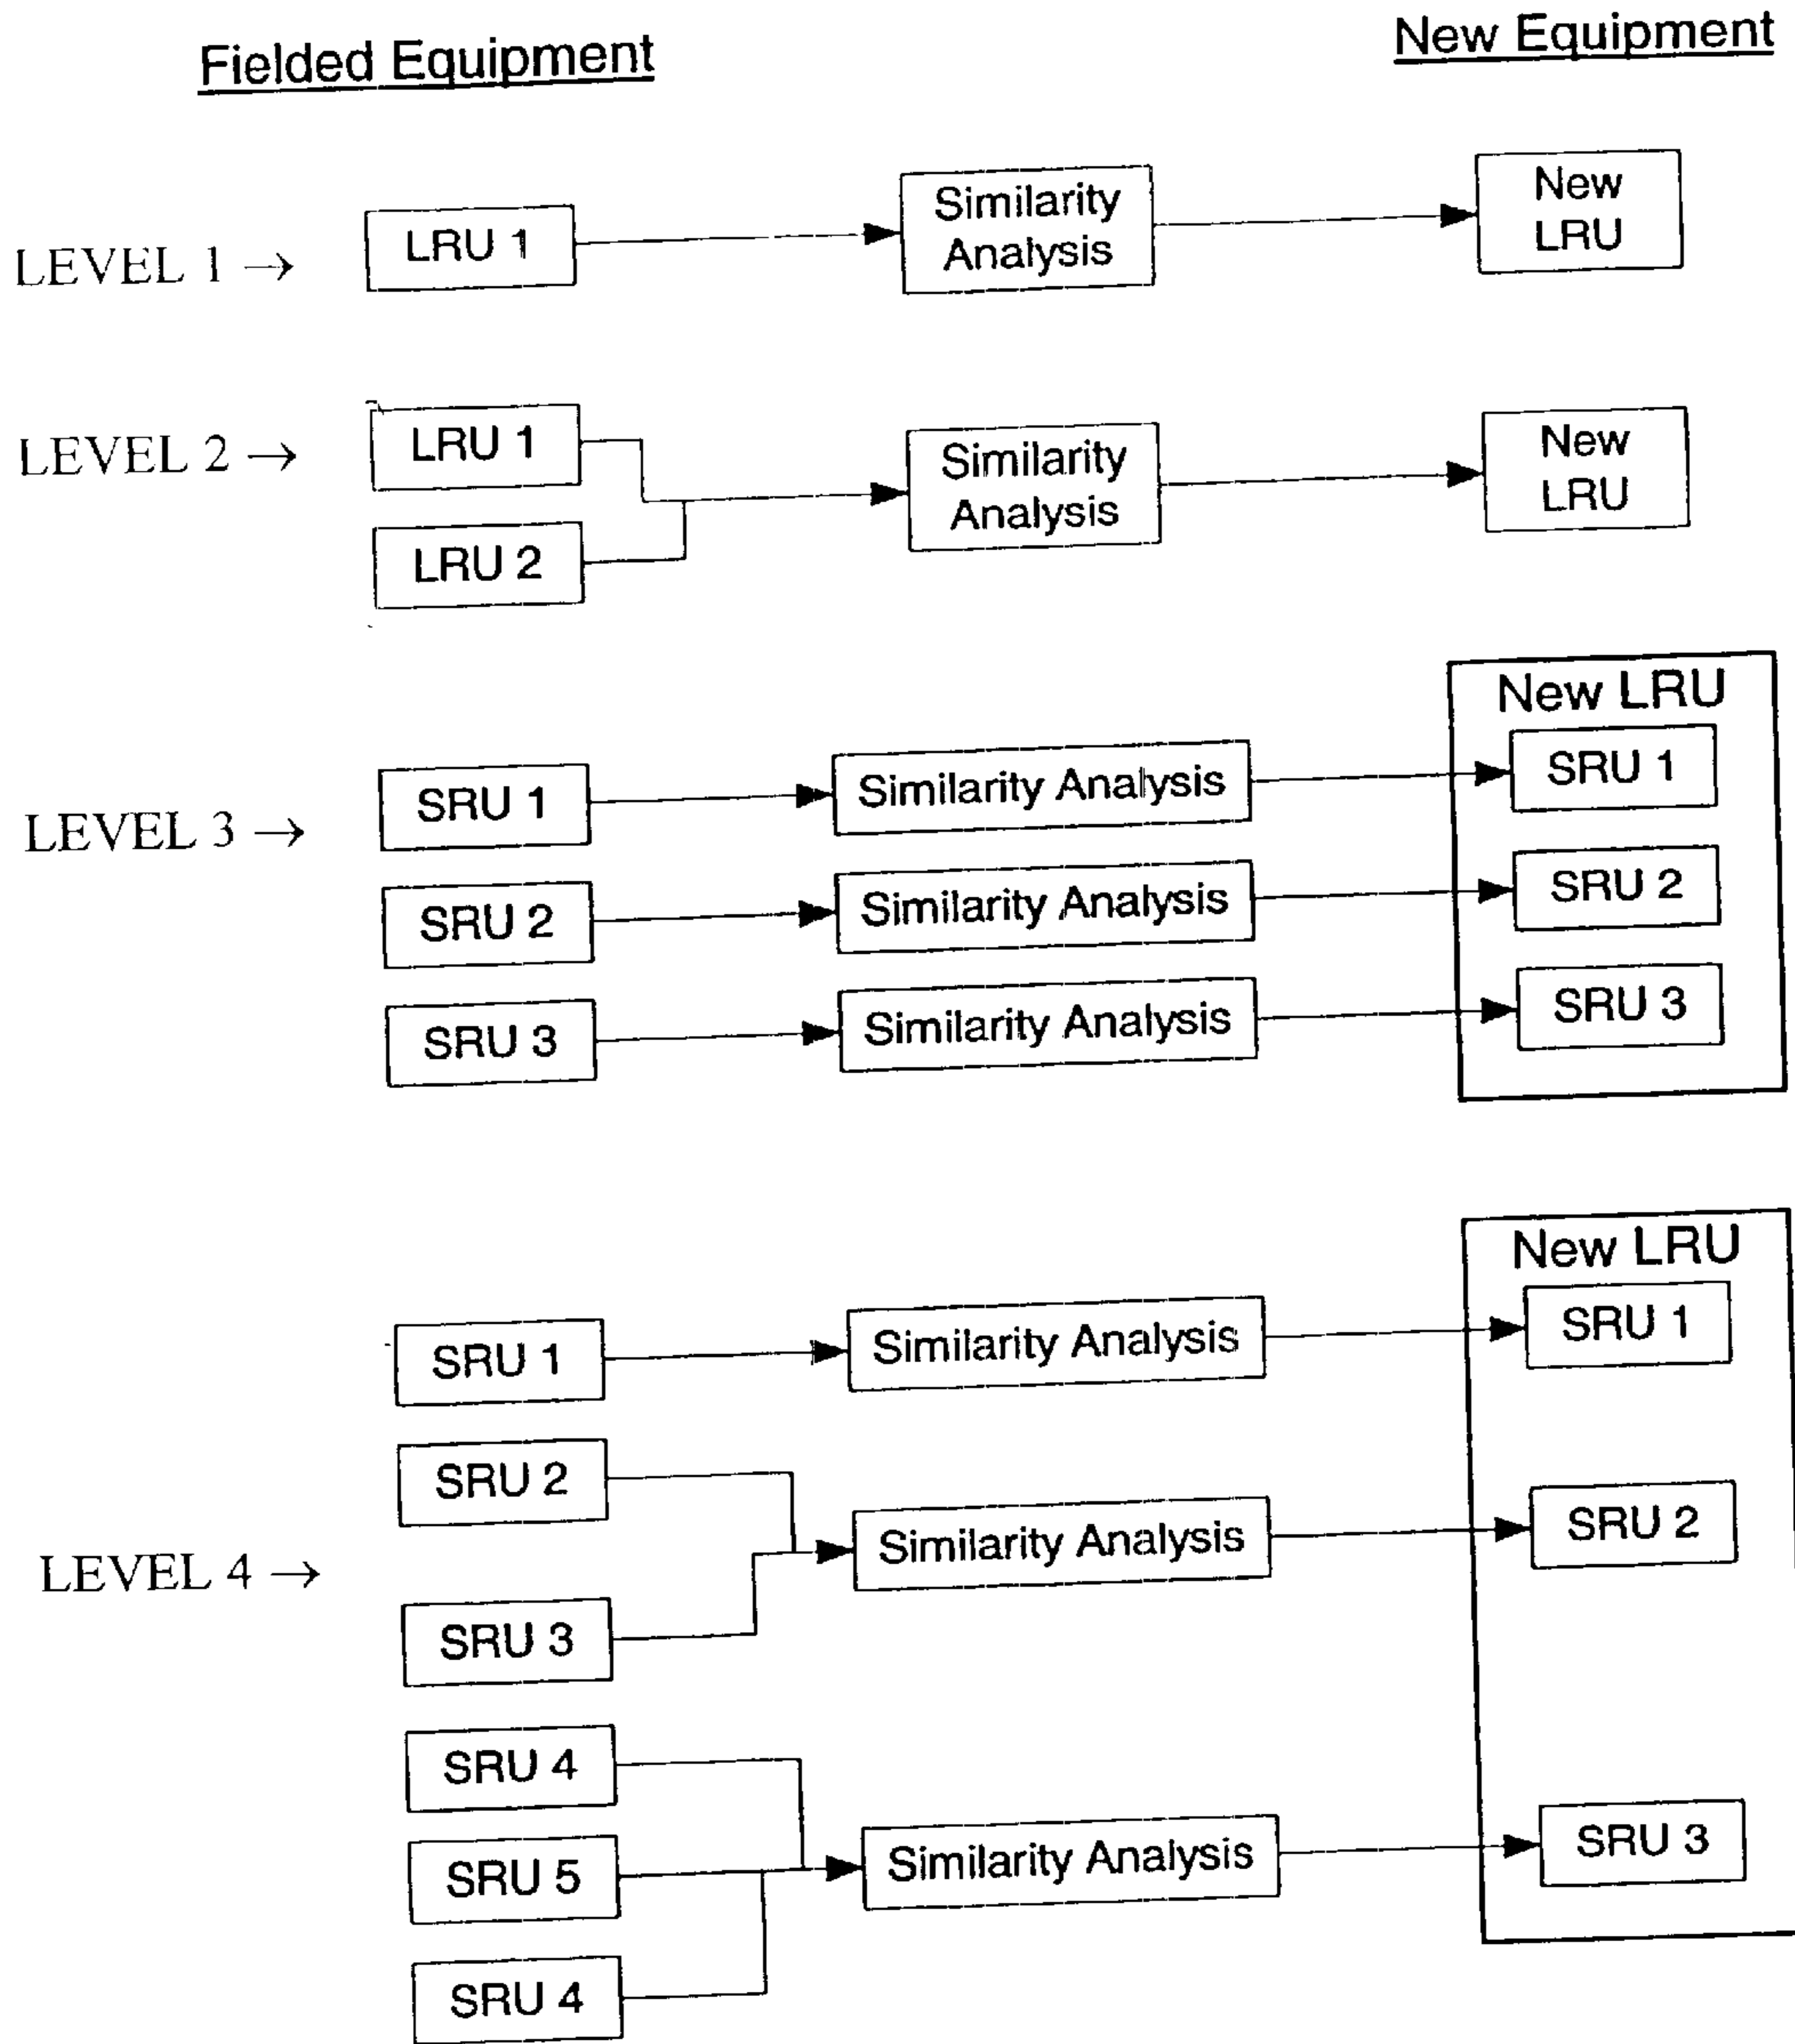 Fielded Equipment
New Equipment
LEVEL 1 →
LRU 1
Similarity
Analysis
New
LRU
LEVEL 2 →
LRU 1
LRU 2
Similarity
Analysis
New
LRU
LEVEL 3 →
New LRU
SRU 1
Similarity Analysis
SRU 1
SRU 2
Similarity Analysis
SRU 2
SRU 3
Similarity Analysis
SRU 3
LEVEL 4 →
New LRU
SRU 1
Similarity Analysis
SRU 1
SRU 2
SRU 3
Similarity Analysis
SRU 2
SRU 4
SRU 5
SRU 4
Similarity Analysis
SRU 3